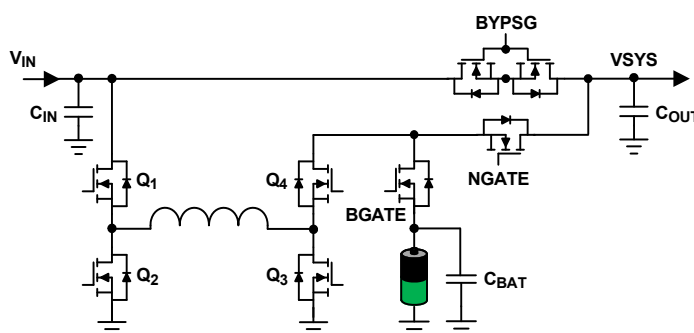 BYPSG
V_IN
VSYS
C_IN
C_OUT
NGATE
Q_1
Q_4
BGATE
Q_2
Q_3
C_BAT